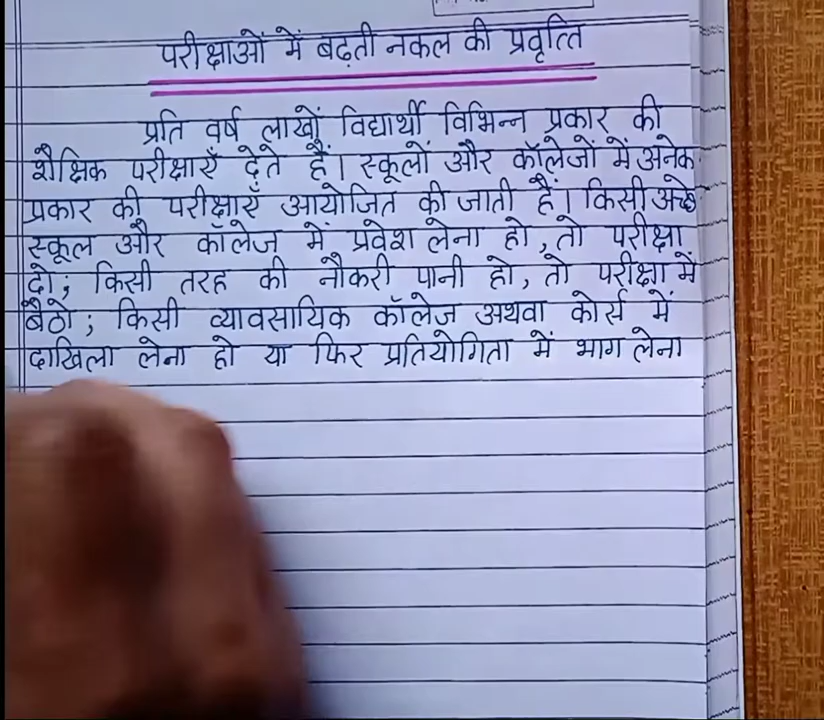 परीक्षाओं में बढ़ती नकल की प्रवृत्ति
प्रति वर्ष लाखों विद्यार्थी विभिन्न प्रकार की
शैक्षिक परीक्षाएँ देते हैं। स्कूलों और कॉलेजों में अनेक
प्रकार की परीक्षाएँ आयोजित की जाती हैं। किसी अच्छे
स्कूल और कॉलेज में प्रवेश लेना हो, तो परीक्षा
दो; किसी तरह की नौकरी पानी हो, तो परीक्षा में
बैठो; किसी व्यावसायिक कॉलेज अथवा कोर्स में
दाखिला लेना हो या फिर प्रतियोगिता में भाग लेना